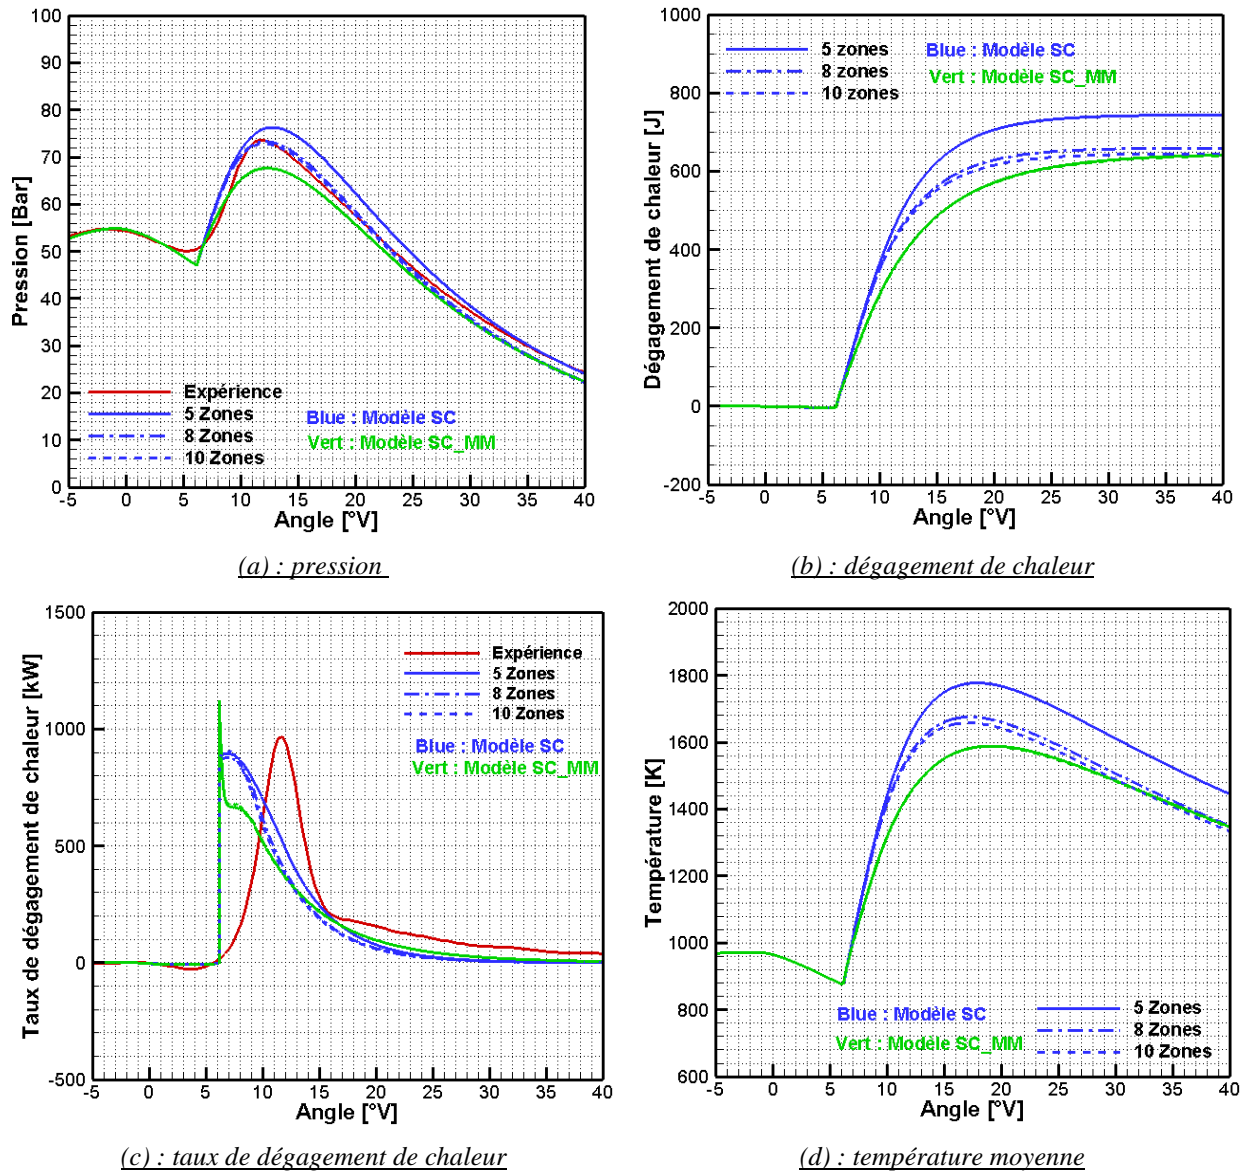 100
90
80
70
60
50
40
30
20
10
0
-5
0
5
10
15
20
25
30
35
40
Pression [Bar]
Angle [°V]
Expérience
5 Zones
8 Zones
10 Zones
Blue : Modèle SC
Vert : Modèle SC_MM
(a) : pression
1000
800
600
400
200
0
-200
-5
0
5
10
15
20
25
30
35
40
Dégagement de chaleur [J]
Angle [°V]
5 zones
8 zones
10 zones
Blue : Modèle SC
Vert : Modèle SC_MM
(b) : dégagement de chaleur
1500
1000
500
0
-500
-5
0
5
10
15
20
25
30
35
40
Taux de dégagement de chaleur [kW]
Angle [°V]
Expérience
5 Zones
8 Zones
10 Zones
Blue : Modèle SC
Vert : Modèle SC_MM
(c) : taux de dégagement de chaleur
2000
1800
1600
1400
1200
1000
800
600
-5
0
5
10
15
20
25
30
35
40
Température [K]
Angle [°V]
Blue : Modèle SC
Vert : Modèle SC_MM
5 Zones
8 Zones
10 Zones
(d) : température moyenne